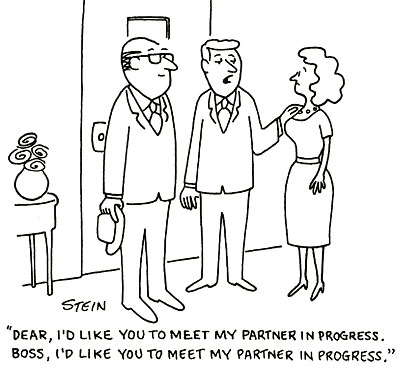 STEIN
"DEAR, I'D LIKE YOU TO MEET MY PARTNER IN PROGRESS.
BOSS, I'D LIKE YOU TO MEET MY PARTNER IN PROGRESS."